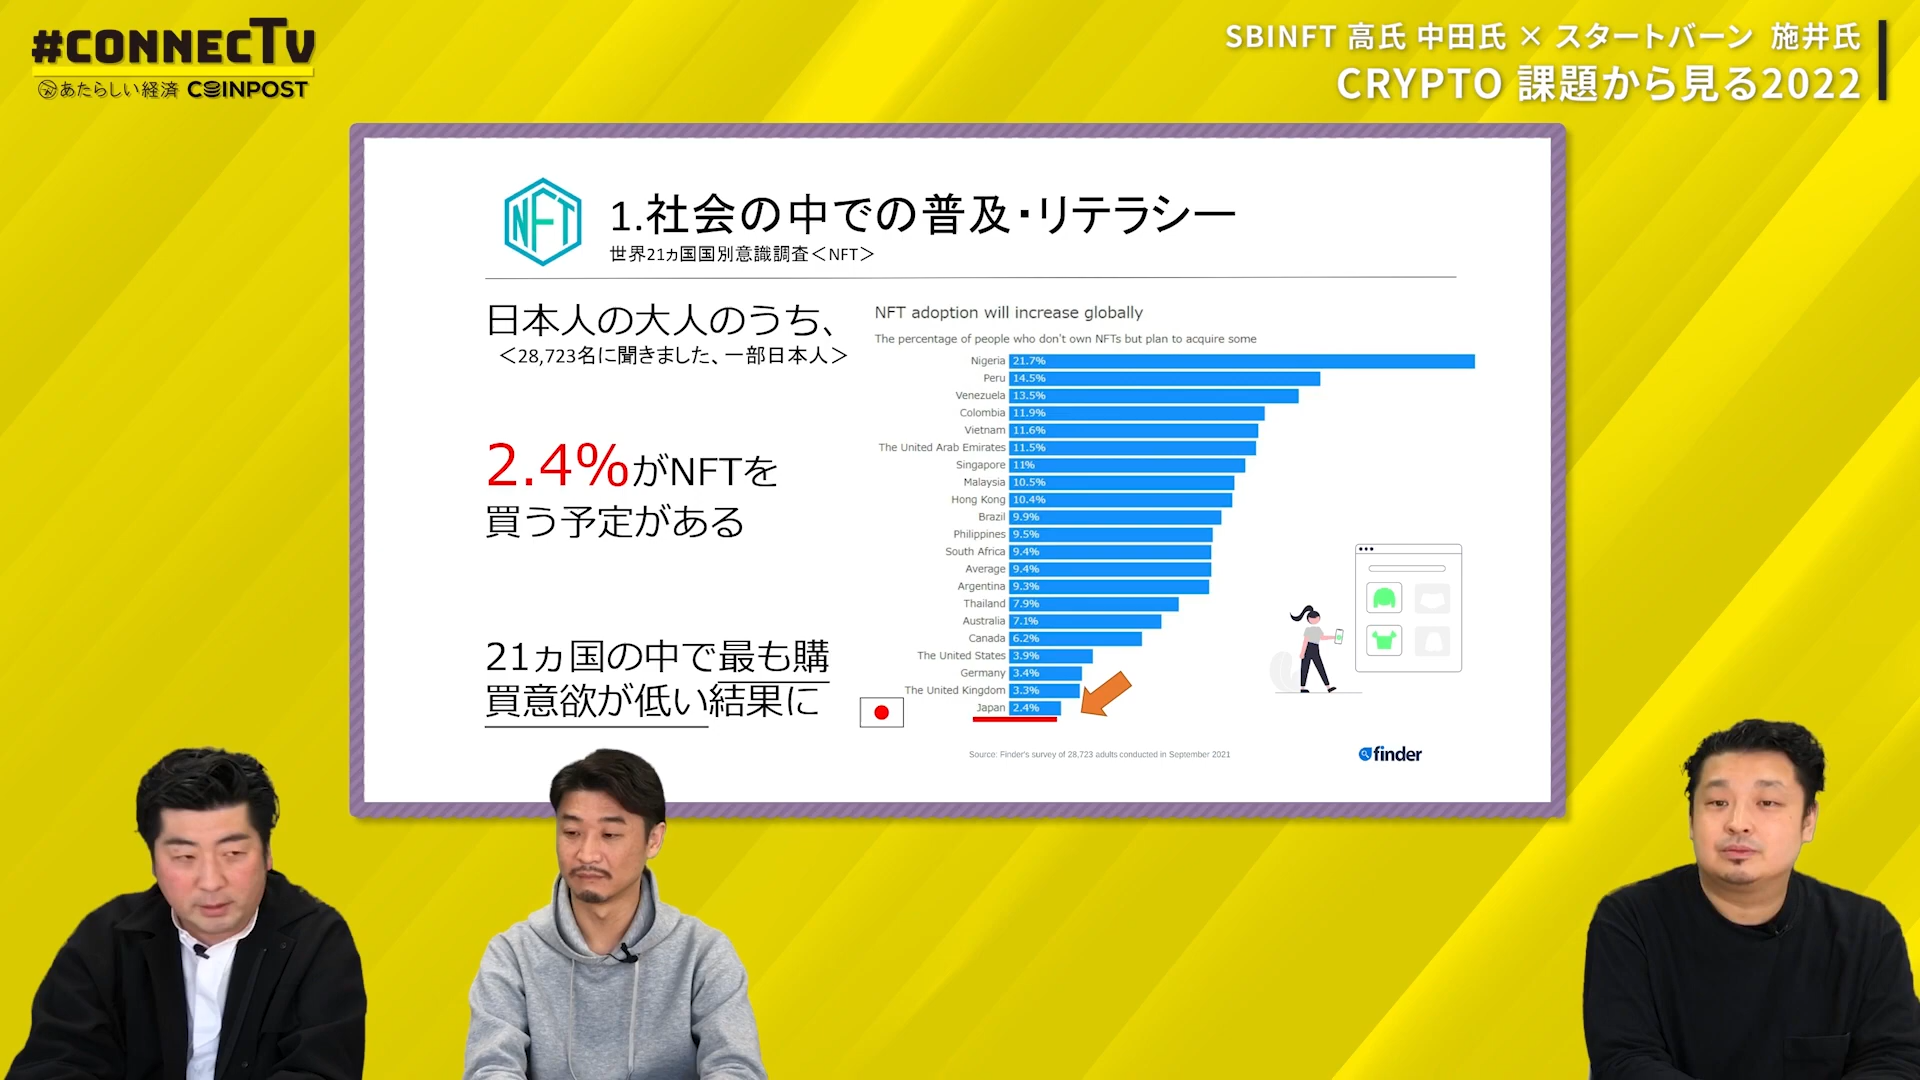 #CONNECTV
あたらしい経済 COINPOST
SBINFT 高氏 中田氏 × スタートバーン 施井氏
CRYPTO 課題から見る2022
NFT
1.社会の中での普及・リテラシー
世界21ヵ国国別意識調査＜NFT＞
日本人の大人のうち、
＜28,723名に聞きました、一部日本人＞
2.4%がNFTを
買う予定がある
21ヵ国の中で最も購
買意欲が低い結果に
NFT adoption will increase globally
The percentage of people who don't own NFTs but plan to acquire some
Nigeria 21.7%
Peru 14.5%
Venezuela 13.5%
Colombia 11.9%
Vietnam 11.6%
The United Arab Emirates 11.5%
Singapore 11%
Malaysia 10.5%
Hong Kong 10.4%
Brazil 9.9%
Philippines 9.5%
South Africa 9.4%
Average 9.4%
Argentina 9.3%
Thailand 7.9%
Australia 7.1%
Canada 6.2%
The United States 3.9%
Germany 3.4%
The United Kingdom 3.3%
Japan 2.4%
Source: Finder's survey of 28,723 adults conducted in September 2021
finder